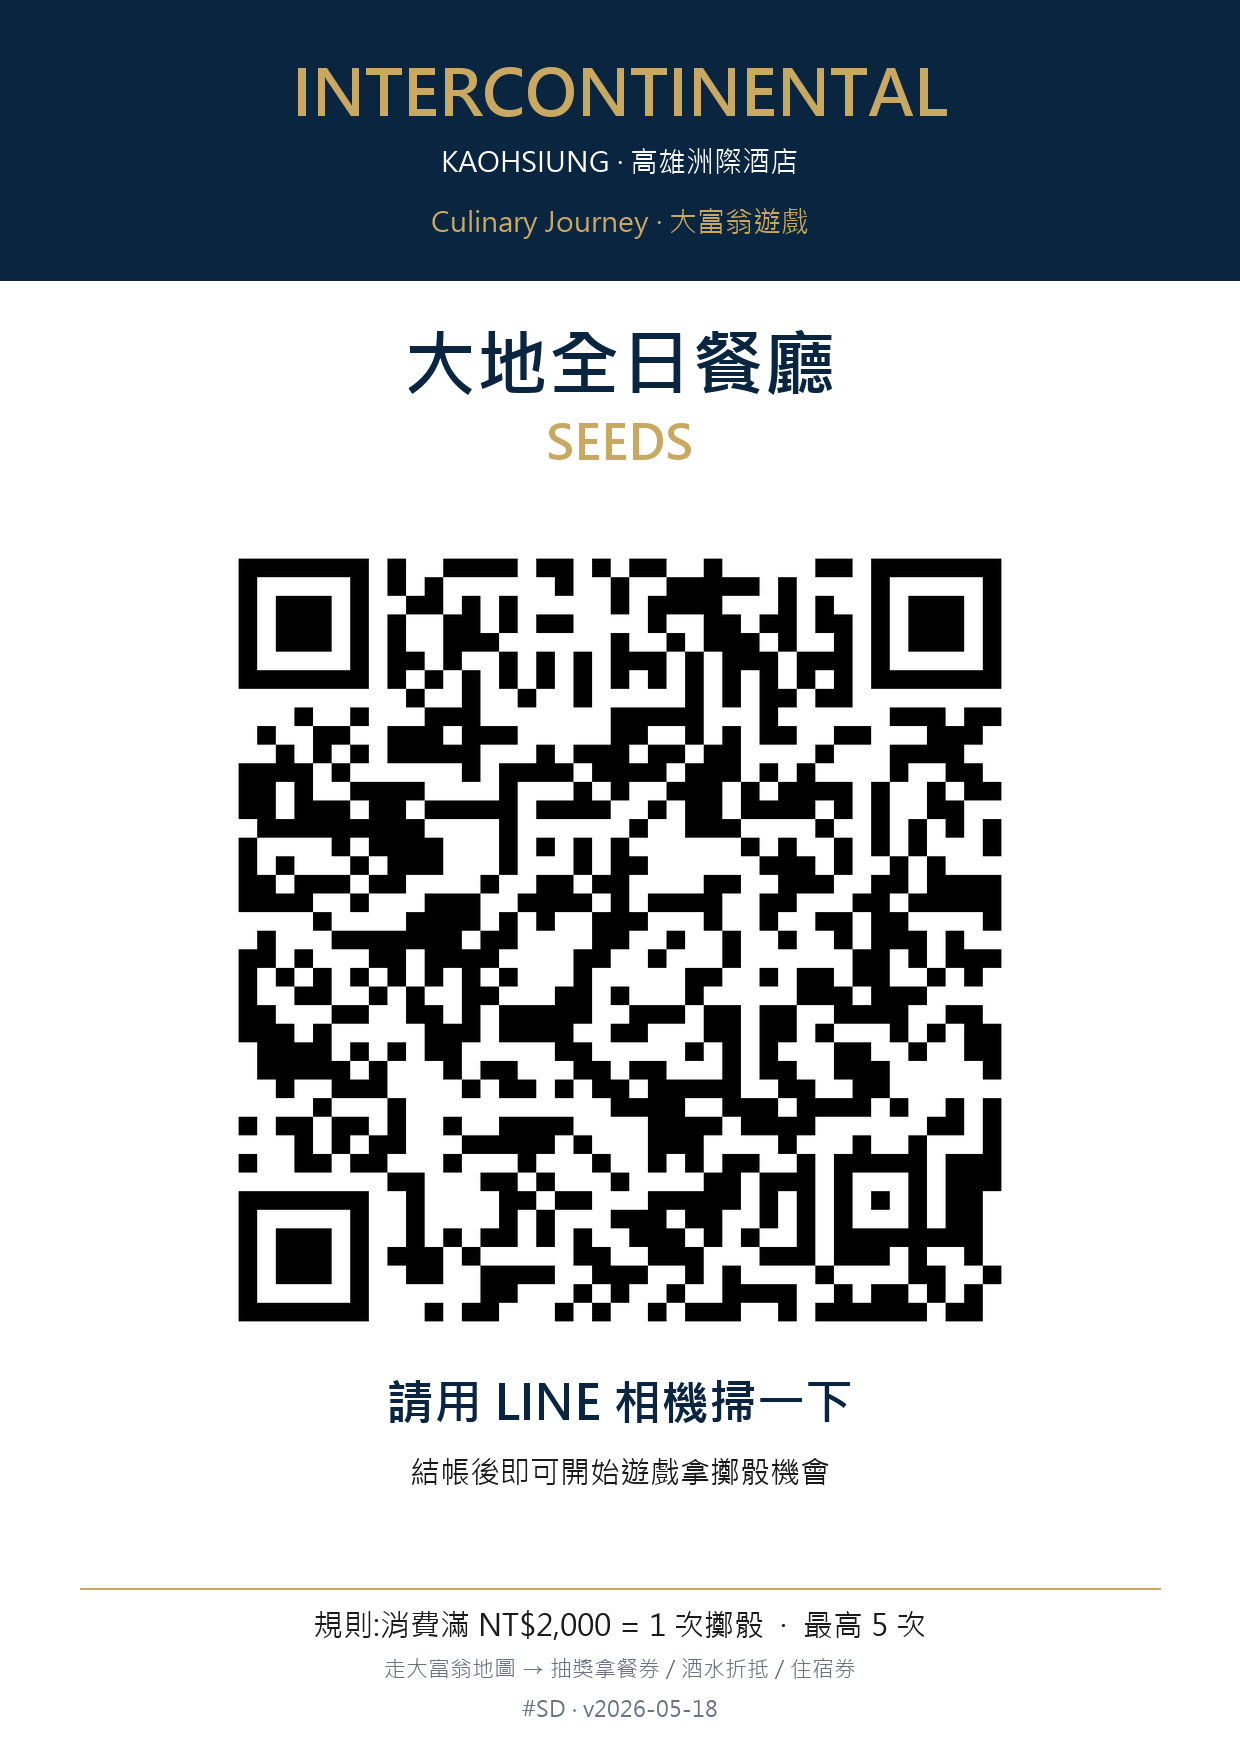 INTERCONTINENTAL
KAOHSIUNG · 高雄洲際酒店
Culinary Journey · 大富翁遊戲
大地全日餐廳
SEEDS
請用 LINE 相機掃一下
結帳後即可開始遊戲拿擲骰機會
規則:消費滿 NT$2,000 = 1 次擲骰 · 最高 5 次
走大富翁地圖 → 抽獎拿餐券 / 酒水折抵 / 住宿券
#SD · v2026-05-18